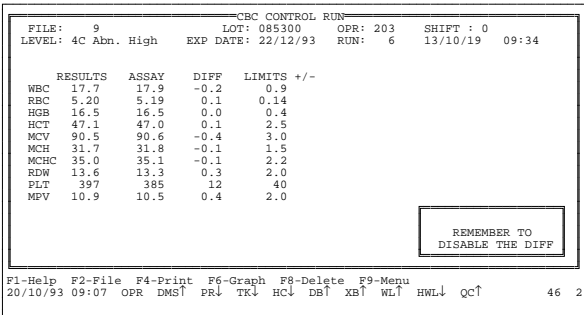 CBC CONTROL RUN
FILE: 9 LOT: 085300 OPR: 203 SHIFT : 0
LEVEL: 4C Abn. High EXP DATE: 22/12/93 RUN: 6 13/10/19 09:34
RESULTS ASSAY DIFF LIMITS +/-
WBC 17.7 17.9 -0.2 0.9
RBC 5.20 5.19 0.1 0.14
HGB 16.5 16.5 0.0 0.4
HCT 47.1 47.0 0.1 2.5
MCV 90.5 90.6 -0.4 3.0
MCH 31.7 31.8 -0.1 1.5
MCHC 35.0 35.1 -0.1 2.2
RDW 13.6 13.3 0.3 2.0
PLT 397 385 12 40
MPV 10.9 10.5 0.4 2.0
REMEMBER TO
DISABLE THE DIFF
F1-Help F2-File F4-Print F6-Graph F8-Delete F9-Menu
20/10/93 09:07 OPR DMS↑ PR↓ TK↓ HC↓ DB↑ XB↑ WL↑ HWL↓ QC↑ 46 2